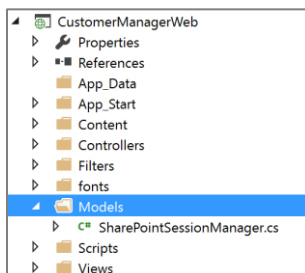 CustomerManagerWeb
Properties
References
App_Data
App_Start
Content
Controllers
Filters
fonts
Models
C# SharePointSessionManager.cs
Scripts
Views